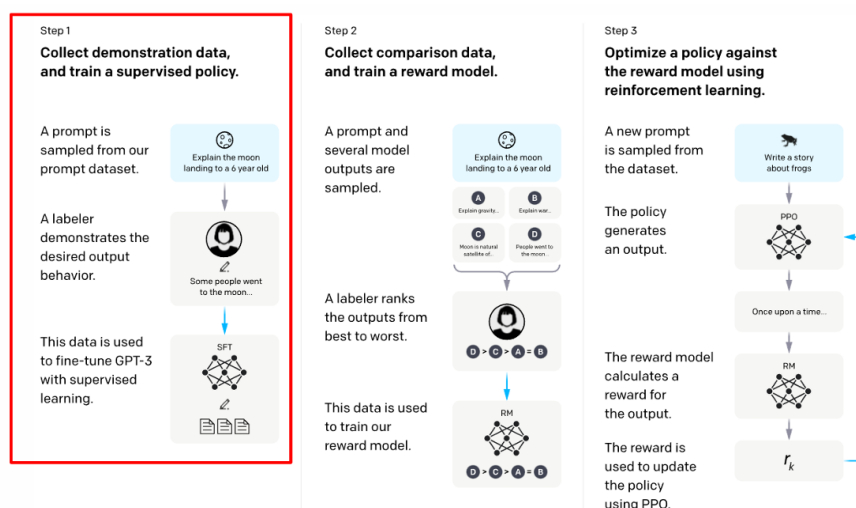 Step 1
Collect demonstration data,
and train a supervised policy.
A prompt is
sampled from our
prompt dataset.
Explain the moon
landing to a 6 year old
A labeler
demonstrates the
desired output
behavior.
Some people went
to the moon...
This data is used
to fine-tune GPT-3
with supervised
learning.
SFT
Step 2
Collect comparison data,
and train a reward model.
A prompt and
several model
outputs are
sampled.
Explain the moon
landing to a 6 year old
A
Explain gravity...
B
Explain war...
C
Moon is natural
satellite of...
D
People went to
the moon...
A labeler ranks
the outputs from
best to worst.
D > C > A = B
This data is used
to train our
reward model.
RM
D > C > A = B
Step 3
Optimize a policy against
the reward model using
reinforcement learning.
A new prompt
is sampled from
the dataset.
Write a story
about frogs
The policy
generates
an output.
PPO
Once upon a time...
The reward model
calculates a
reward for
the output.
RM
The reward is
used to update
the policy
using PPO.
rk